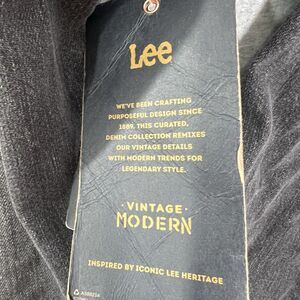 Lee
WE'VE BEEN CRAFTING
PURPOSEFUL DESIGN SINCE
1889. THIS CURATED,
DENIM COLLECTION REMIXES
OUR VINTAGE DETAILS
WITH MODERN TRENDS FOR
LEGENDARY STYLE.
· VINTAGE ·
MODERN
INSPIRED BY ICONIC LEE HERITAGE